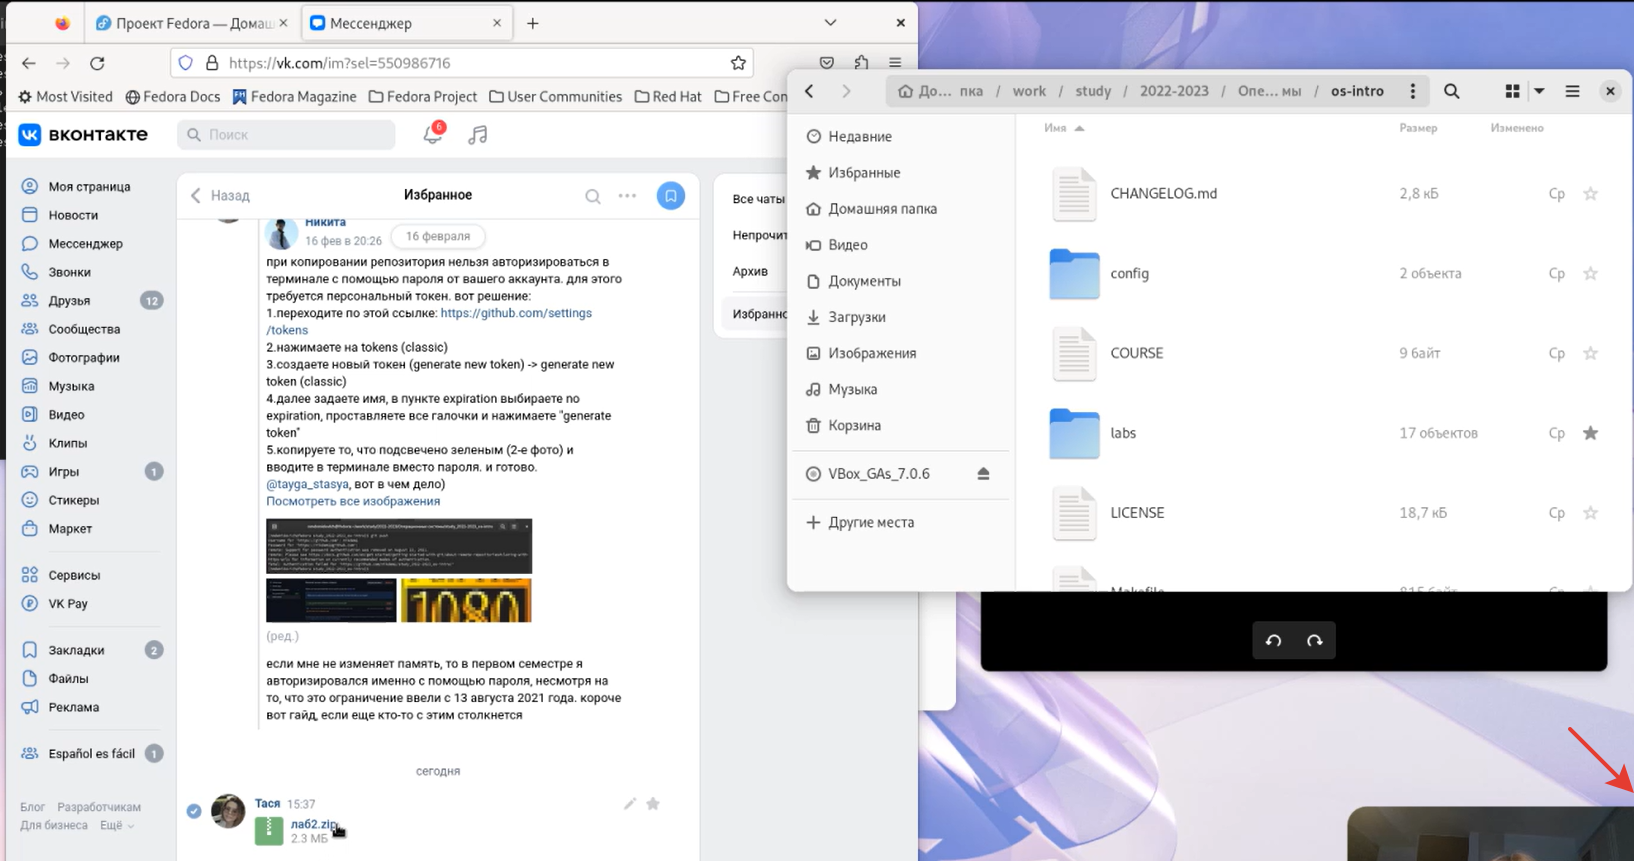 Проект Fedora — Домаш
Мессенджер
https://vk.com/im?sel=550986716
Most Visited
Fedora Docs
Fedora Magazine
Fedora Project
User Communities
Red Hat
Free Con
вконтакте
Поиск
6
Моя страница
Новости
Мессенджер
Звонки
Друзья
12
Сообщества
Фотографии
Музыка
Видео
Клипы
Игры
1
Стикеры
Маркет
Сервисы
VK Pay
Закладки
2
Файлы
Реклама
Español es fácil
1
Блог Разработчикам
Для бизнеса Ещё
Назад
Избранное
Никита
16 фев в 20:26
16 февраля
при копировании репозитория нельзя авторизироваться в
терминале с помощью пароля от вашего аккаунта. для этого
требуется персональный токен. вот решение:
1.переходите по этой ссылке: https://github.com/settings
/tokens
2.нажимаете на tokens (classic)
3.создаете новый токен (generate new token) -> generate new
token (classic)
4.далее задаете имя, в пункте expiration выбираете no
expiration, проставляете все галочки и нажимаете "generate
token"
5.копируете то, что подсвечено зеленым (2-е фото) и
вводите в терминале вместо пароля. и готово.
@tayga_stasya, вот в чем дело)
Посмотреть все изображения
1080
(ред.)
если мне не изменяет память, то в первом семестре я
авторизировался именно с помощью пароля, несмотря на
то, что это ограничение ввели с 13 августа 2021 года. короче
вот гайд, если еще кто-то с этим столкнется
сегодня
Тася 15:37
лаб2.zip
2.3 МБ
Все чаты
Непрочит
Архив
Избранно
До... пка / work / study / 2022-2023 / Опе... мы / os-intro
Недавние
Избранные
Домашняя папка
Видео
Документы
Загрузки
Изображения
Музыка
Корзина
VBox_GAs_7.0.6
Другие места
Имя Размер Изменено
CHANGELOG.md 2,8 кБ Ср
config 2 объекта Ср
COURSE 9 байт Ср
labs 17 объектов Ср
LICENSE 18,7 кБ Ср
Makefile 815 байт Ср